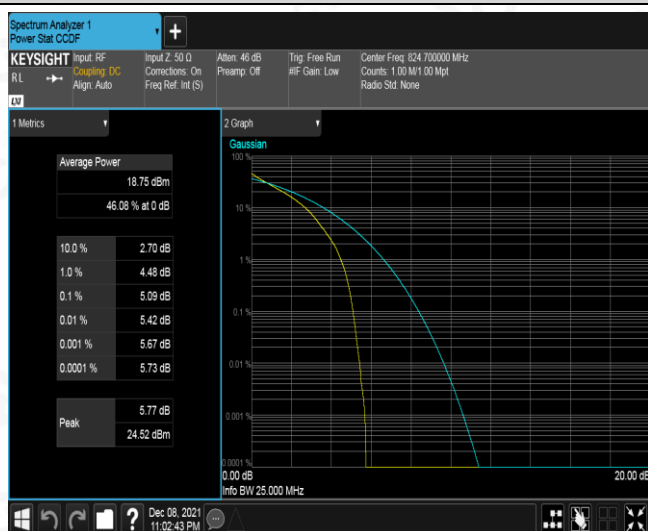 Spectrum Analyzer 1
Power Stat CCDF
+
KEYSIGHT
RL
LXI
Input: RF
Coupling: DC
Align: Auto
Input Z: 50 Ω
Corrections: On
Freq Ref: Int (S)
Atten: 46 dB
Preamp: Off
Trig: Free Run
#IF Gain: Low
Center Freq: 824.700000 MHz
Counts: 1.00 M/1.00 Mpt
Radio Std: None
1 Metrics
Average Power
18.75 dBm
46.08 % at 0 dB
10.0 % 2.70 dB
1.0 % 4.48 dB
0.1 % 5.09 dB
0.01 % 5.42 dB
0.001 % 5.67 dB
0.0001 % 5.73 dB
Peak
5.77 dB
24.52 dBm
2 Graph
Gaussian
100 %
10 %
1 %
0.1 %
0.01 %
0.001 %
0.0001 %
0.00 dB
20.00 dB
Info BW 25.000 MHz
?
Dec 08, 2021
11:02:43 PM